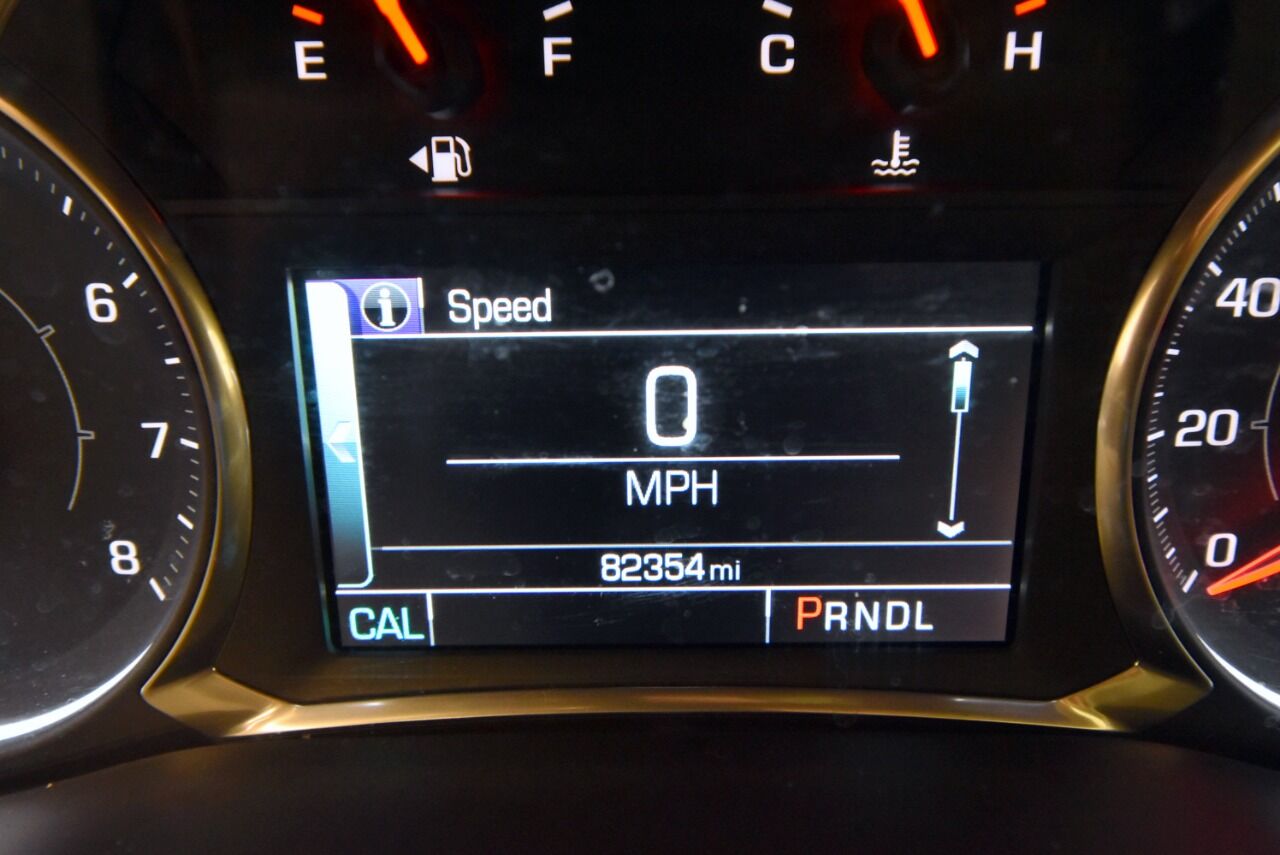 E F C H
i Speed
6
40
0
7
20
MPH
8
0
82354 mi
CAL PRNDL